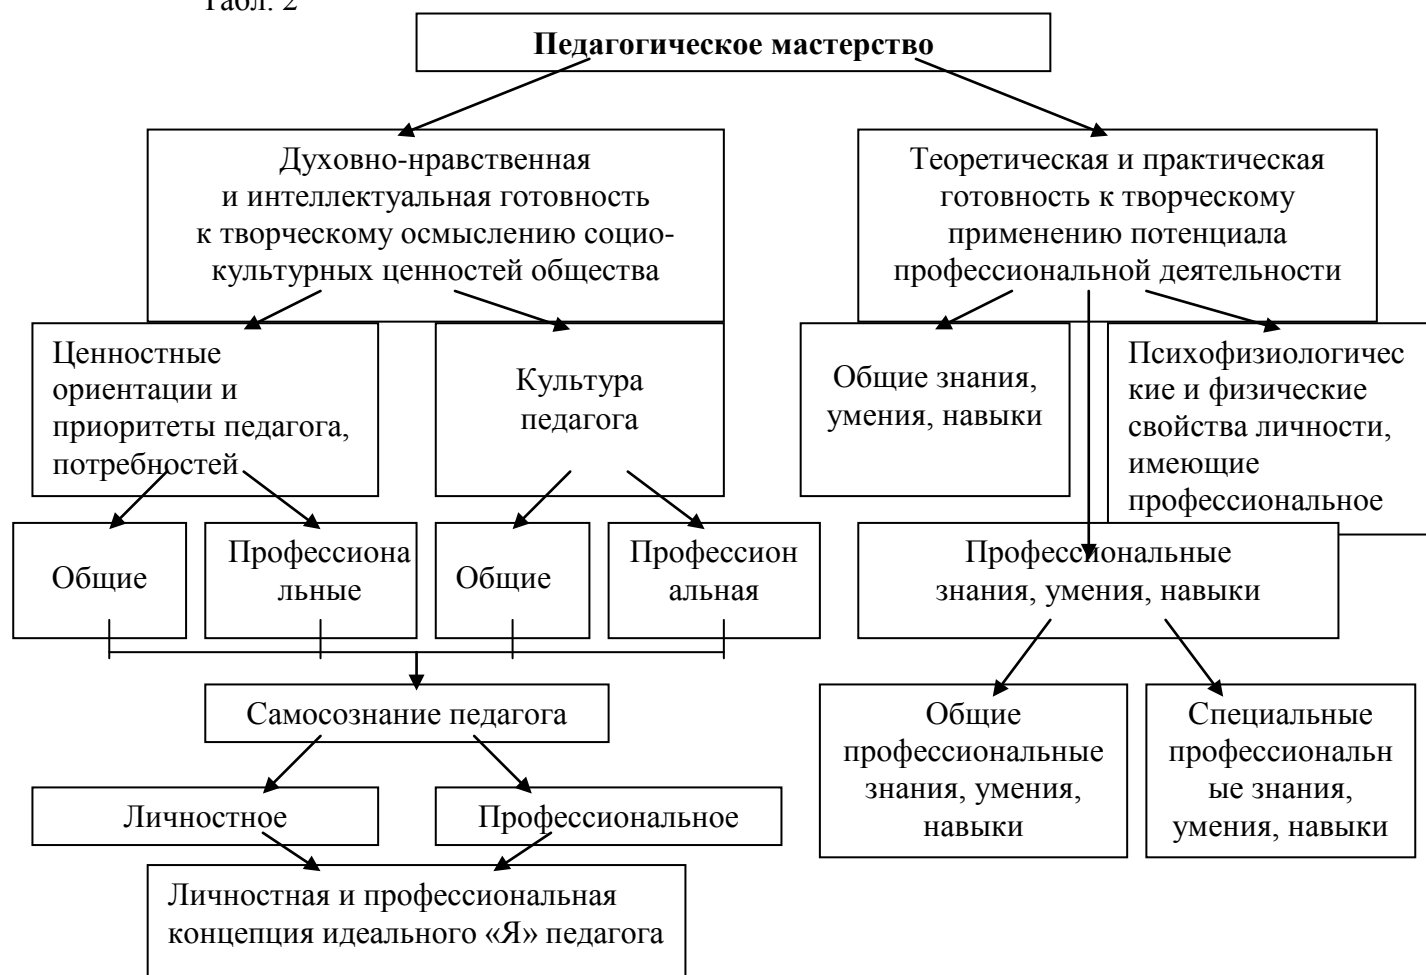 Табл. 2
Педагогическое мастерство
Духовно-нравственная
и интеллектуальная готовность
к творческому осмыслению социо-
культурных ценностей общества
Теоретическая и практическая
готовность к творческому
применению потенциала
профессиональной деятельности
Ценностные
ориентации и
приоритеты педагога,
потребностей
Культура
педагога
Общие знания,
умения, навыки
Психофизиологичес
кие и физические
свойства личности,
имеющие
профессиональное
Общие
Профессиона
льные
Общие
Профессион
альная
Профессиональные
знания, умения, навыки
Самосознание педагога
Общие
профессиональные
знания, умения,
навыки
Специальные
профессиональн
ые знания,
умения, навыки
Личностное
Профессиональное
Личностная и профессиональная
концепция идеального «Я» педагога